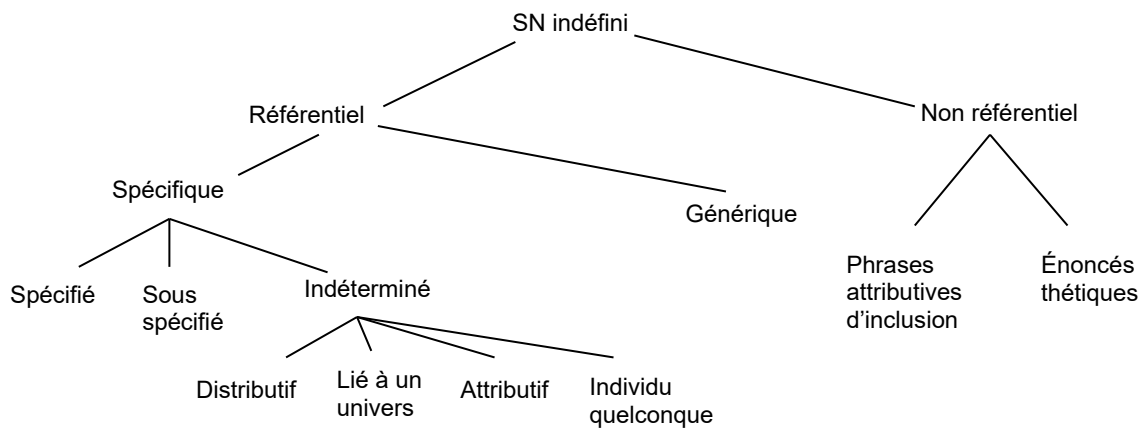 SN indéfini
Référentiel
Non référentiel
Spécifique
Générique
Spécifié
Sous
spécifié
Indéterminé
Phrases
attributives
d’inclusion
Énoncés
thétiques
Distributif
Lié à un
univers
Attributif
Individu
quelconque